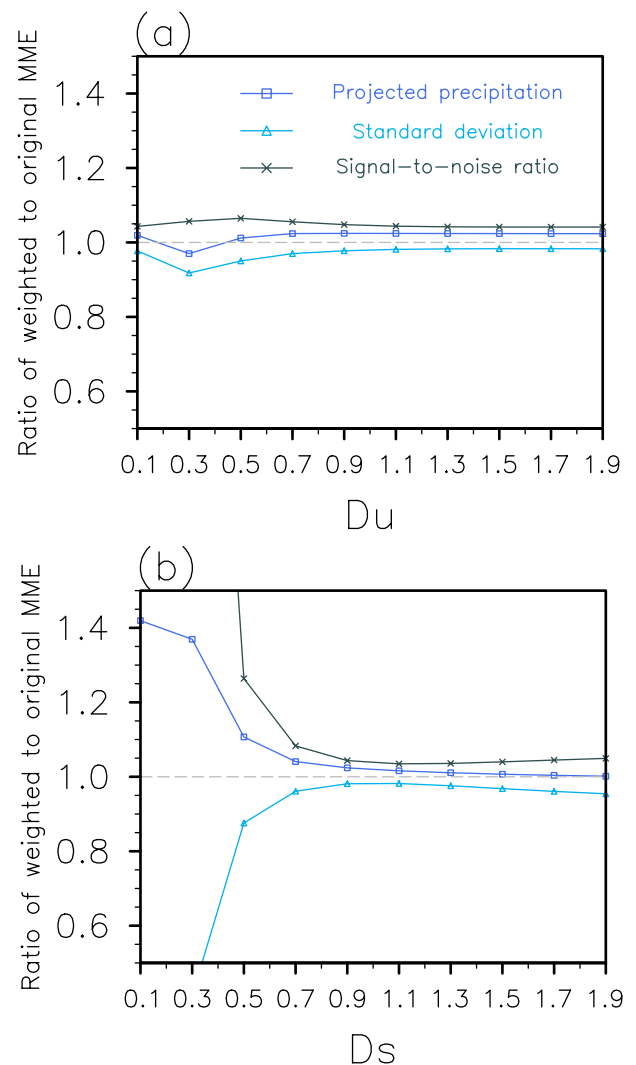 (a)
Ratio of weighted to original MME
1.4
1.2
1.0
0.8
0.6
Projected precipitation
Standard deviation
Signal-to-noise ratio
0.1 0.3 0.5 0.7 0.9 1.1 1.3 1.5 1.7 1.9
Du
(b)
Ratio of weighted to original MME
1.4
1.2
1.0
0.8
0.6
0.1 0.3 0.5 0.7 0.9 1.1 1.3 1.5 1.7 1.9
Ds